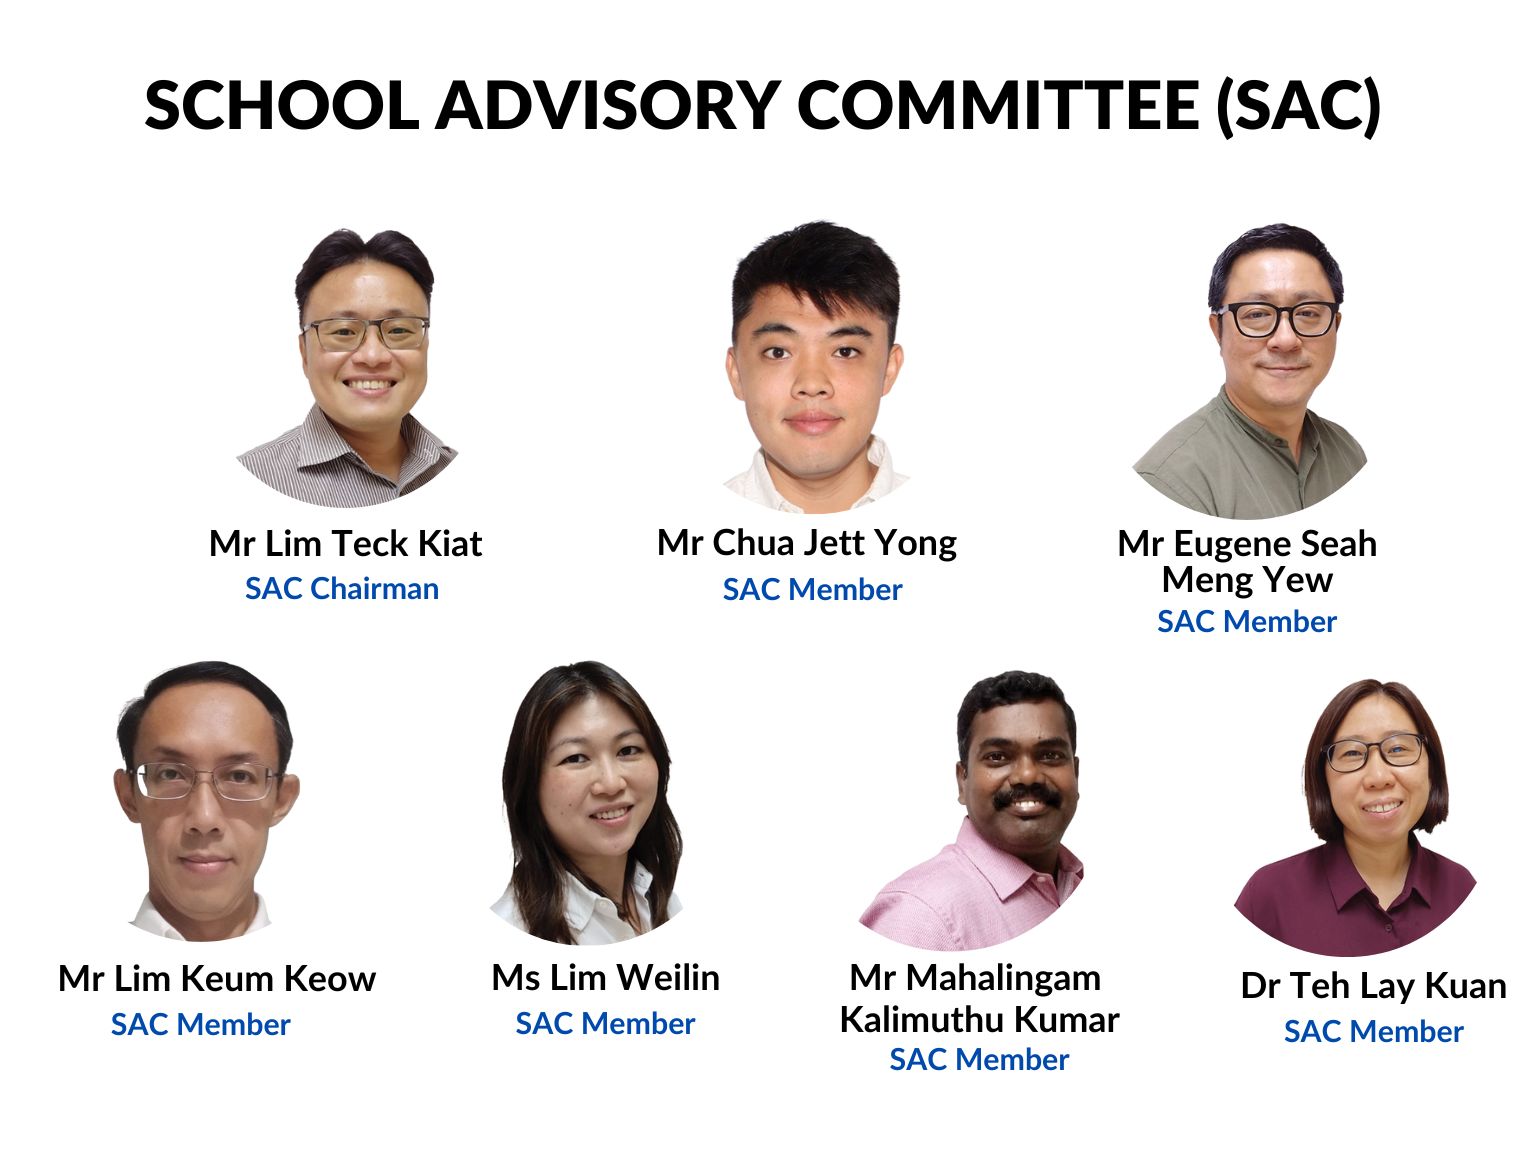 SCHOOL ADVISORY COMMITTEE (SAC)
Mr Lim Teck Kiat
SAC Chairman
Mr Chua Jett Yong
SAC Member
Mr Eugene Seah
Meng Yew
SAC Member
Mr Lim Keum Keow
SAC Member
Ms Lim Weilin
SAC Member
Mr Mahalingam
Kalimuthu Kumar
SAC Member
Dr Teh Lay Kuan
SAC Member